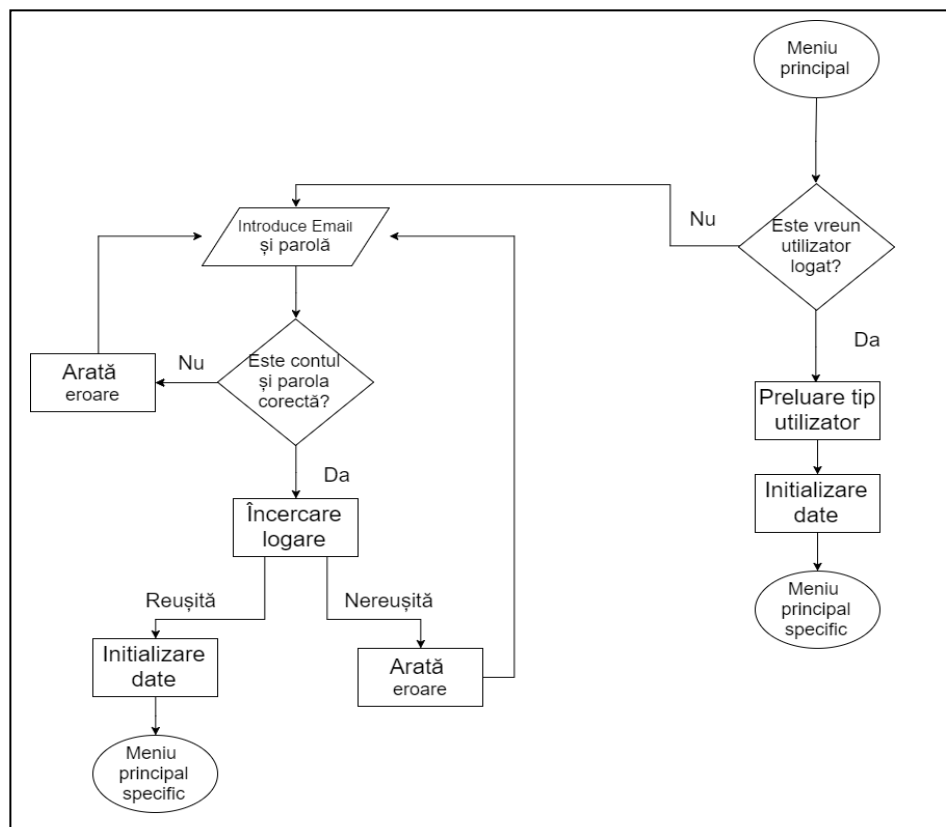 Meniu
principal
Este vreun
utilizator
logat?
Nu
Introduce Email
și parolă
Da
Preluare tip
utilizator
Initializare
date
Meniu
principal
specific
Este contul
și parola
corectă?
Nu
Arată
eroare
Da
Încercare
logare
Reușită
Nereușită
Initializare
date
Arată
eroare
Meniu
principal
specific